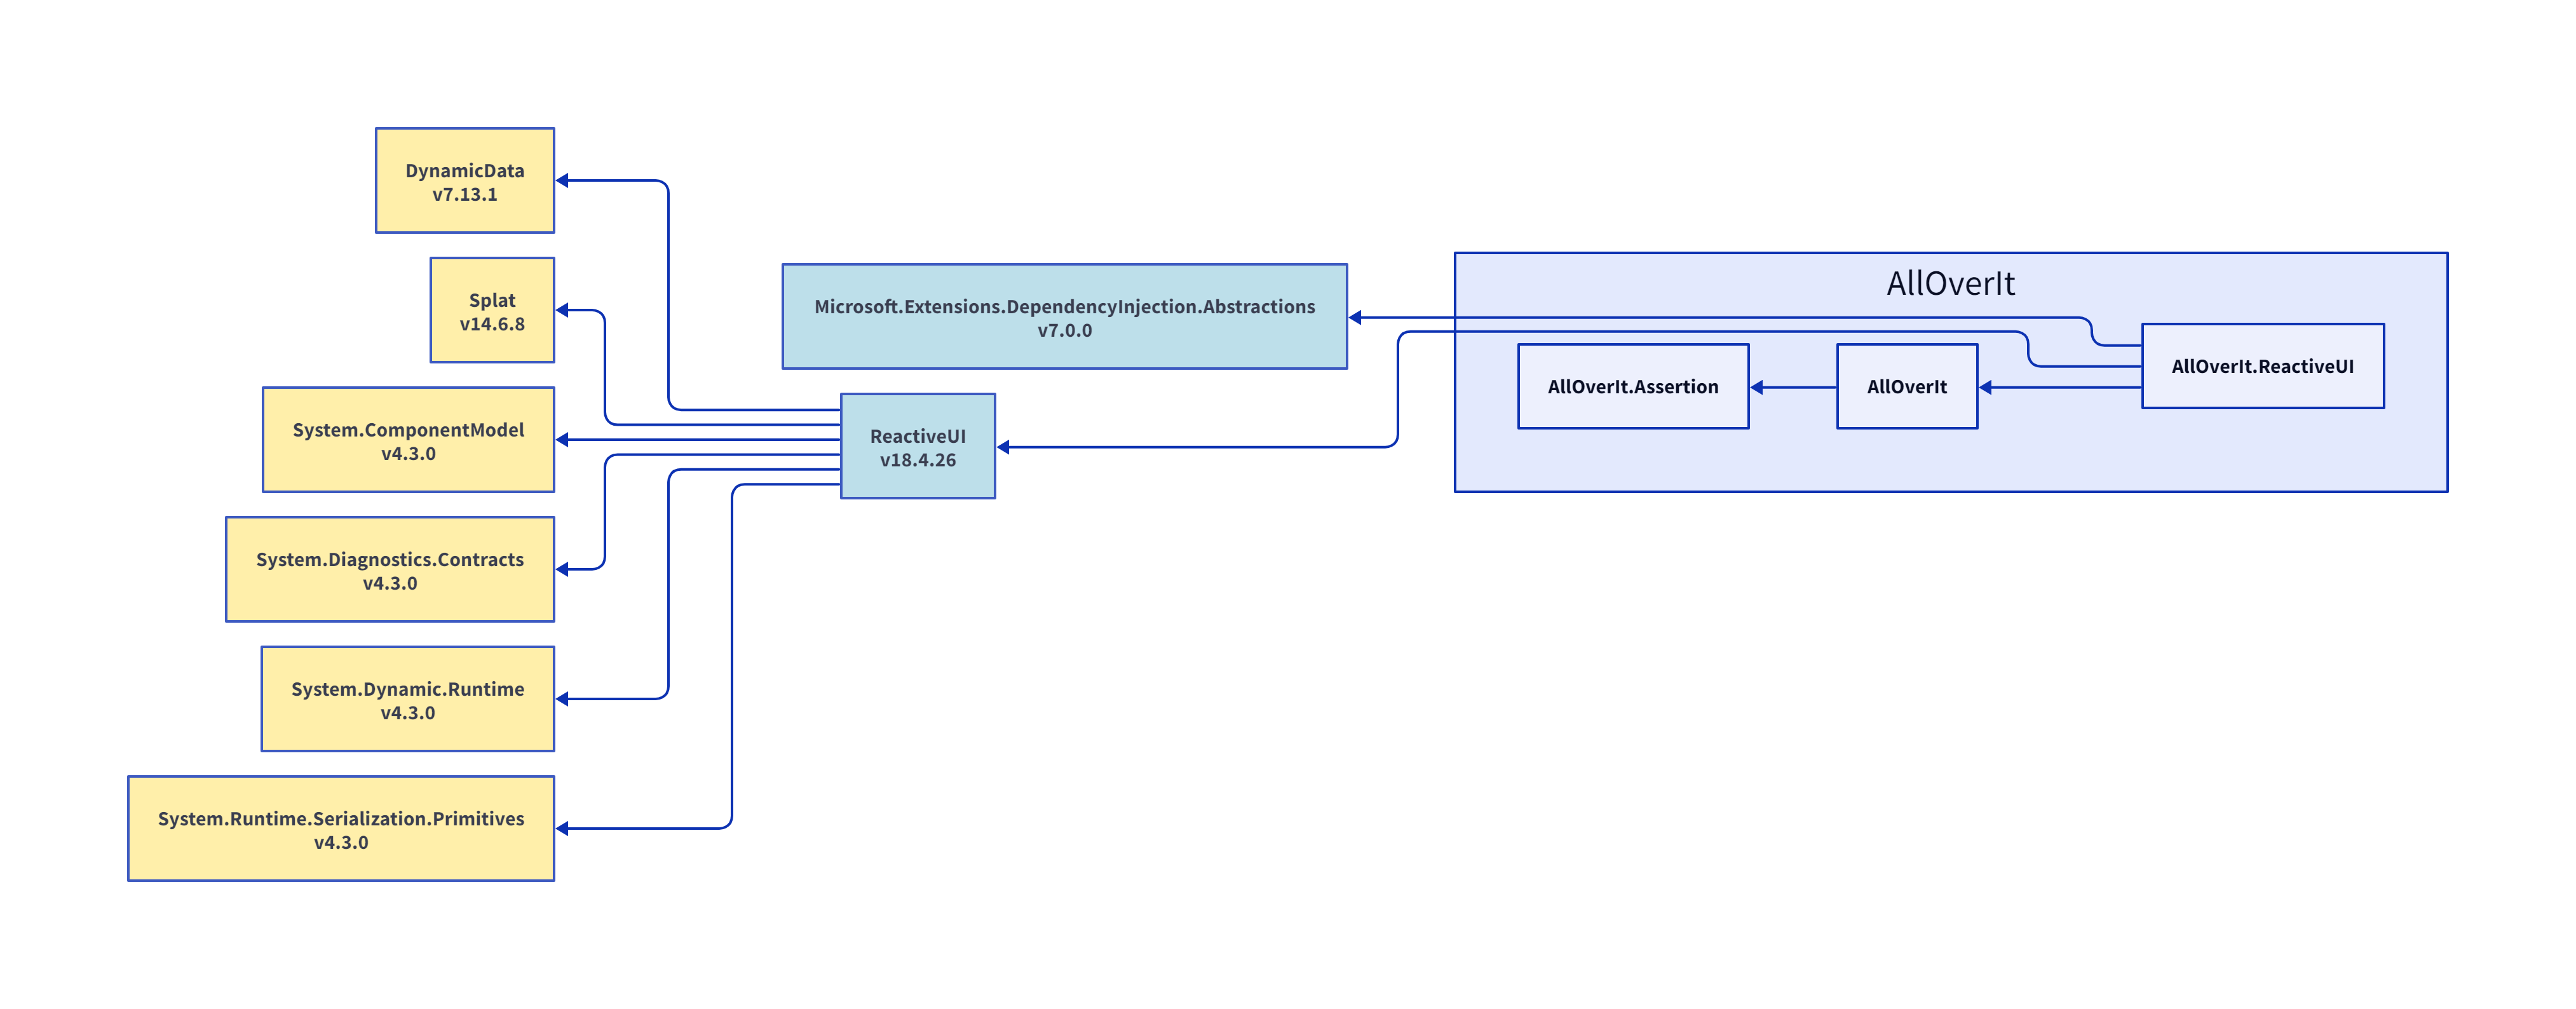 DynamicData
v7.13.1
Splat
v14.6.8
System.ComponentModel
v4.3.0
System.Diagnostics.Contracts
v4.3.0
System.Dynamic.Runtime
v4.3.0
System.Runtime.Serialization.Primitives
v4.3.0
Microsoft.Extensions.DependencyInjection.Abstractions
v7.0.0
ReactiveUI
v18.4.26
AllOverIt
AllOverIt.Assertion
AllOverIt
AllOverIt.ReactiveUI